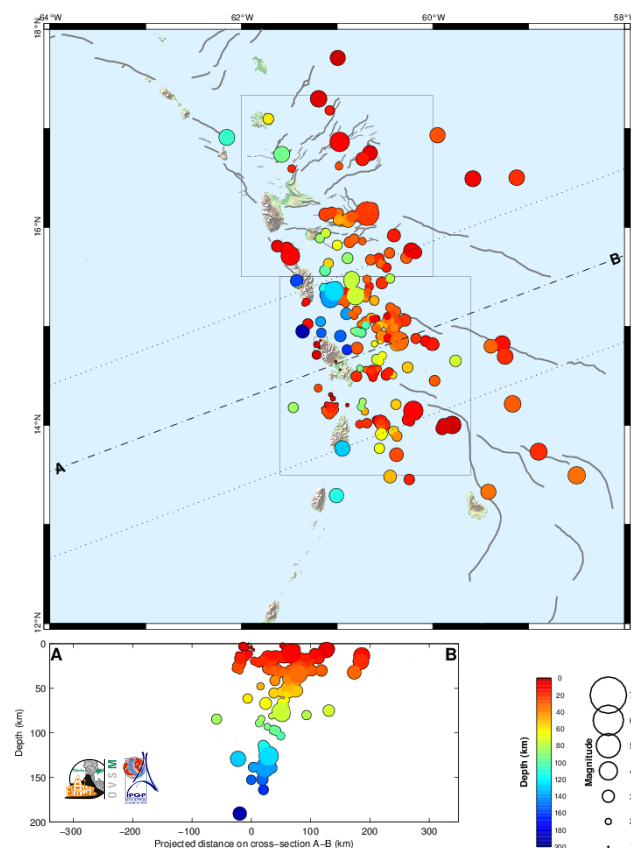 64°W 62°W 60°W 58°W
18°N
16°N
14°N
12°N
B
A
A B
0
50
100
150
200
Depth (km)
−300 −200 −100 0 100 200 300
Projected distance on cross−section A−B (km)
OVSM
IPGP
Depth (km)
0
20
40
60
80
100
120
140
160
180
200
Magnitude